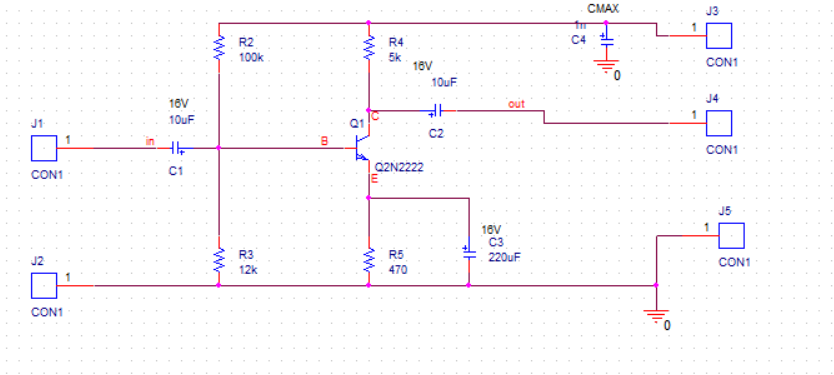 CMAX
J3
1n
1
R2
R4
C4
100k
5k
CON1
0
16V
10uF
J4
16V
out
1
10uF
J1
Q1
C
C2
1
in
B
CON1
C1
Q2N2222
CON1
E
J5
16V
1
R3
R5
C3
12k
470
220uF
CON1
J2
1
CON1
0